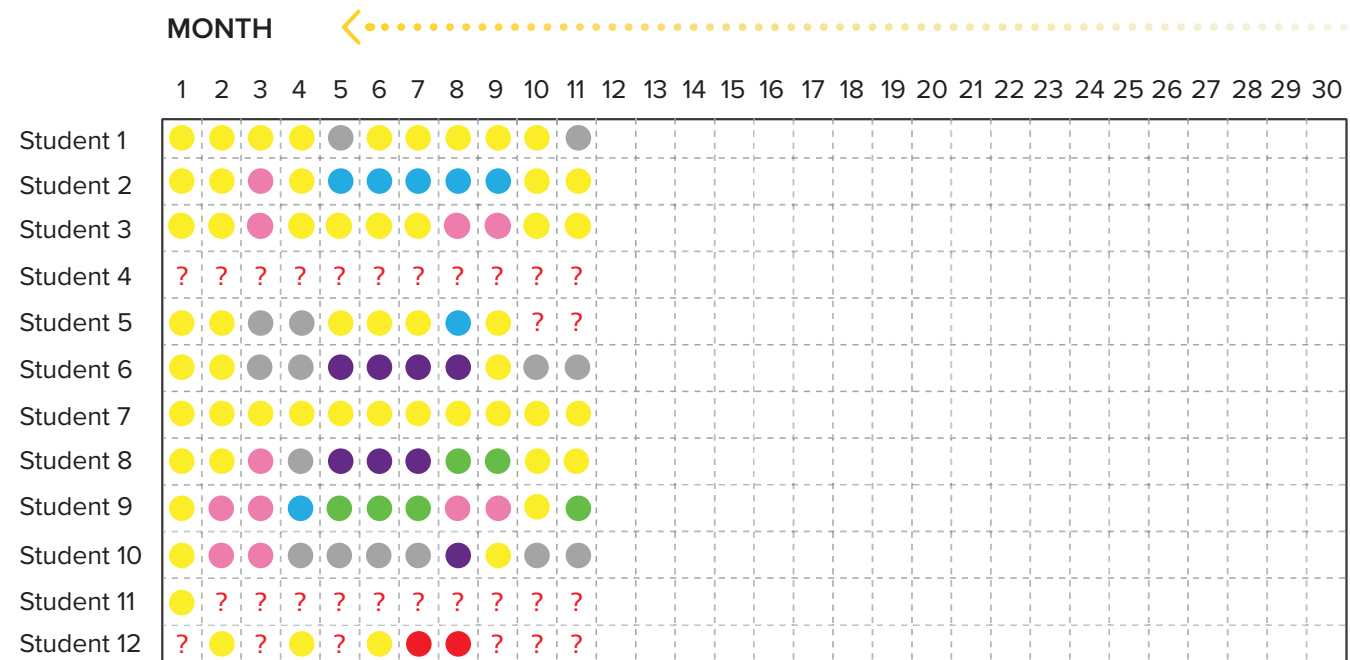 MONTH
1 2 3 4 5 6 7 8 9 10 11 12 13 14 15 16 17 18 19 20 21 22 23 24 25 26 27 28 29 30
Student 1
Student 2
Student 3
Student 4 ? ? ? ? ? ? ? ? ? ? ?
Student 5 ? ?
Student 6
Student 7
Student 8
Student 9
Student 10
Student 11 ? ? ? ? ? ? ? ? ? ?
Student 12 ? ? ? ? ? ?